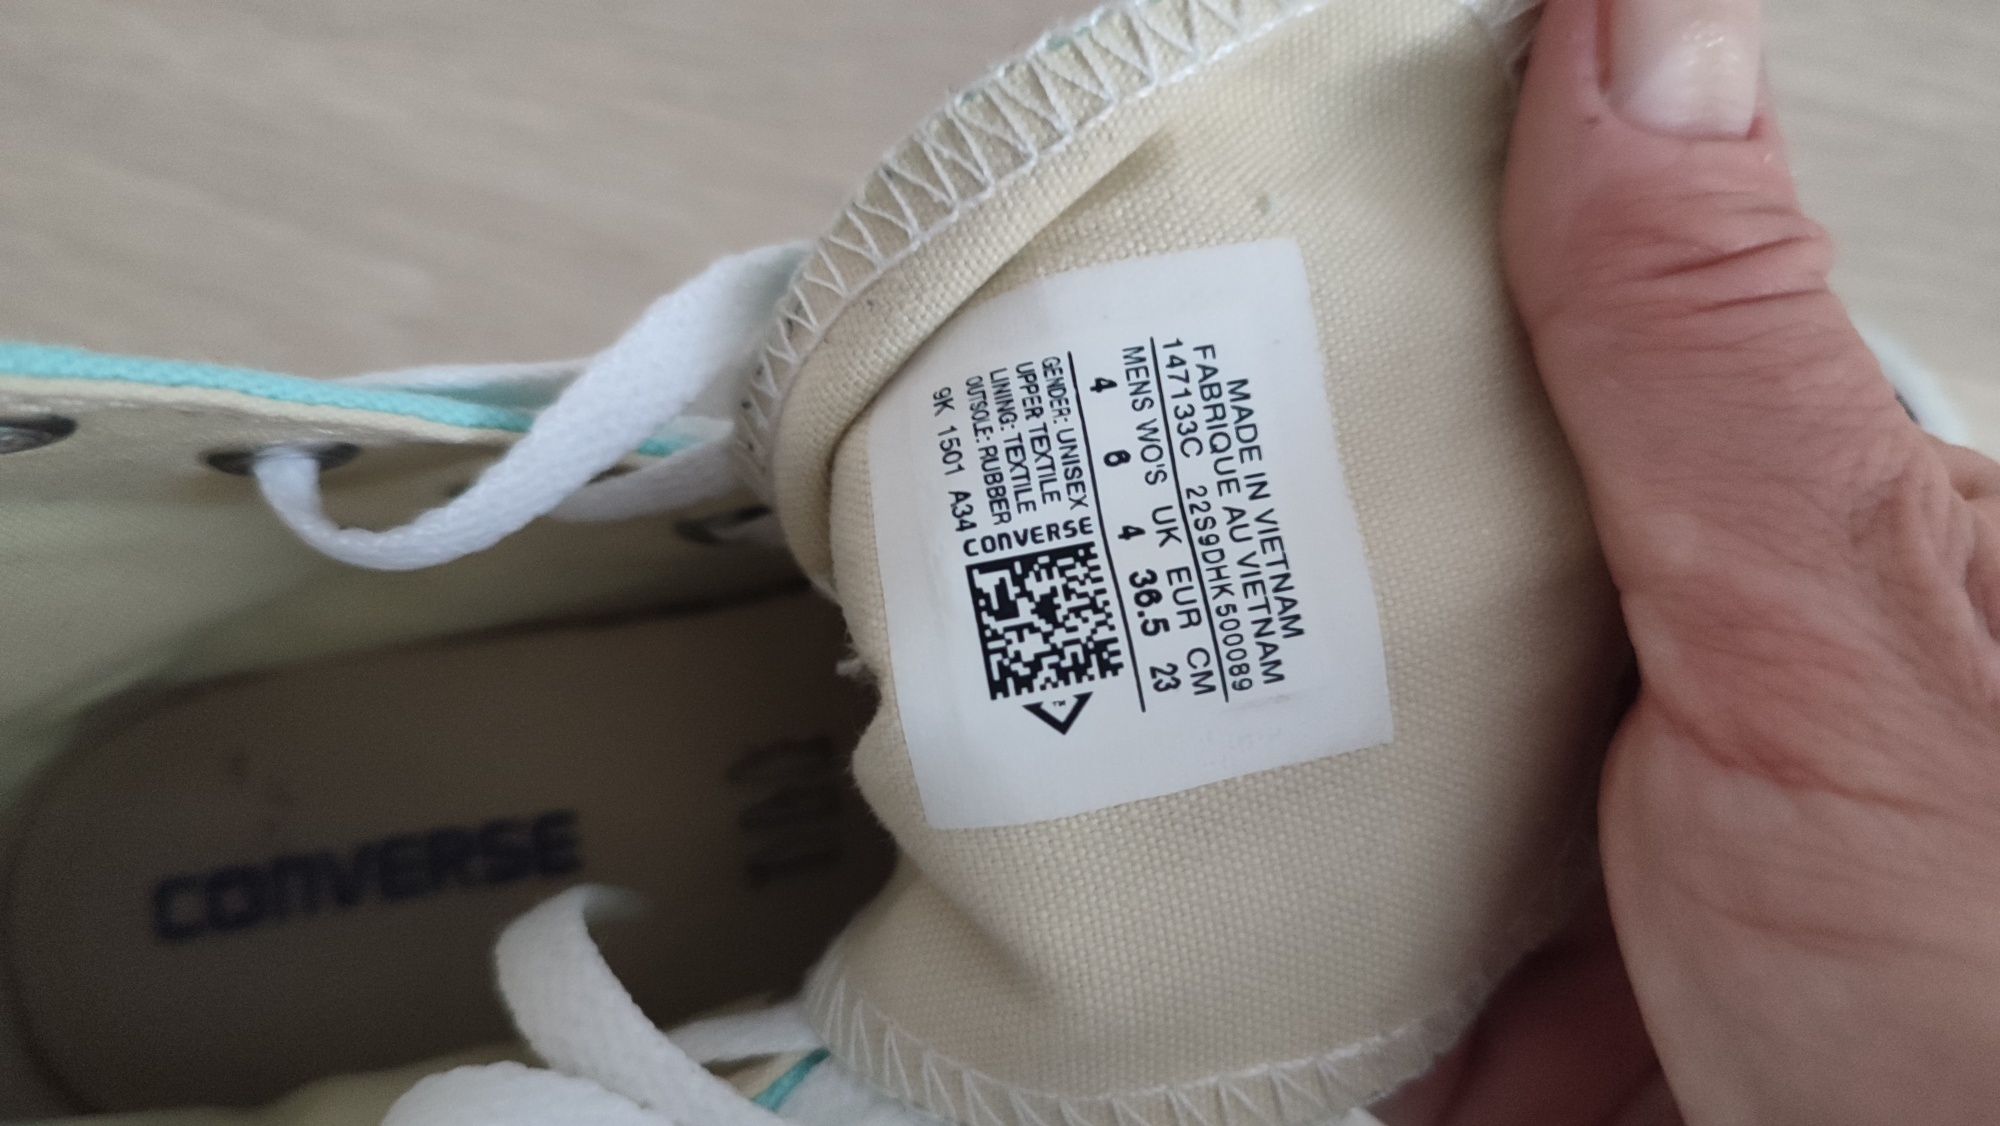 MADE IN VIETNAM
FABRIQUE AU VIETNAM
147133C 22S9DHK500089
MENS WO'S UK EUR CM
4 6 4 36.5 23
GENDER: UNISEX
UPPER TEXTILE
LINING: TEXTILE
OUTSOLE: RUBBER
9K 1501 A34
CONVERSE
CONVERSE